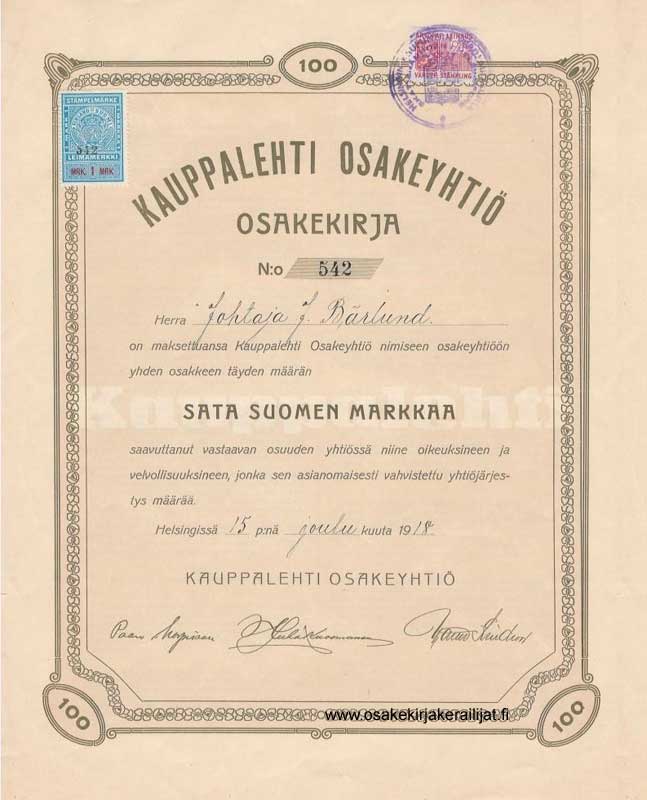 100
STÄMPELMÄRKE
542
LEIMAMERKKI
MRK. 1 MRK.
KAUPPALEHTI OSAKEYHTIÖ
OSAKEKIRJA
N:o 542
Herra Johtaja J. Bärlund.
on maksettuansa Kauppalehti Osakeyhtiö nimiseen osakeyhtiöön
yhden osakkeen täyden määrän
SATA SUOMEN MARKKAA
saavuttanut vastaavan osuuden yhtiössä niine oikeuksineen ja
velvollisuuksineen, jonka sen asianomaisesti vahvistettu yhtiöjärjes-
tys määrää.
Helsingissä 15 p:nä joulu kuuta 1918
KAUPPALEHTI OSAKEYHTIÖ
100
100
www.osakekirjakerailijat.fi